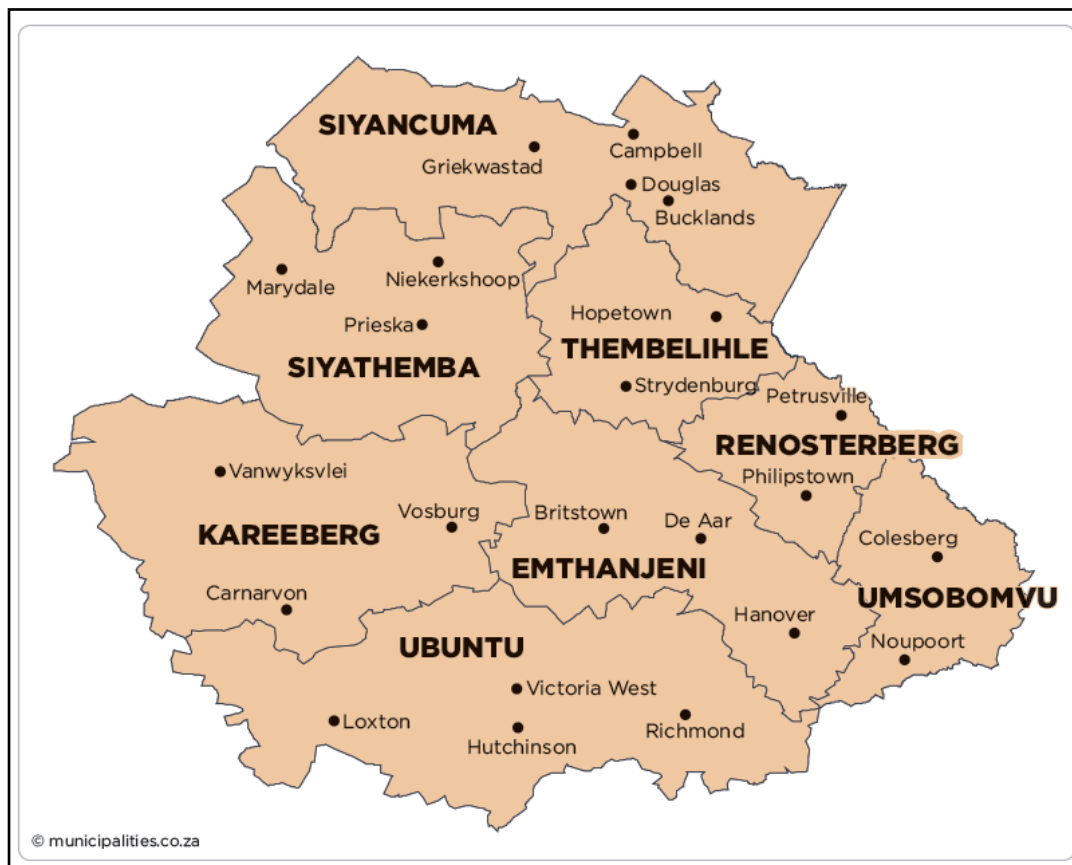 SIYANCUMA
Campbell
Griekwastad
Douglas
Bucklands
Niekerkshoop
Marydale
Hopetown
Prieska
THEMBELIHLE
SIYATHEMBA
Strydenburg
Petrusville
RENOSTERBERG
Vanwyksvlei
Philipstown
Vosburg
Britstown
De Aar
KAREEBERG
Colesberg
EMTHANJENI
Carnarvon
UMSOBOMVU
Hanover
UBUNTU
Noupoort
Victoria West
Loxton
Richmond
Hutchinson
© municipalities.co.za